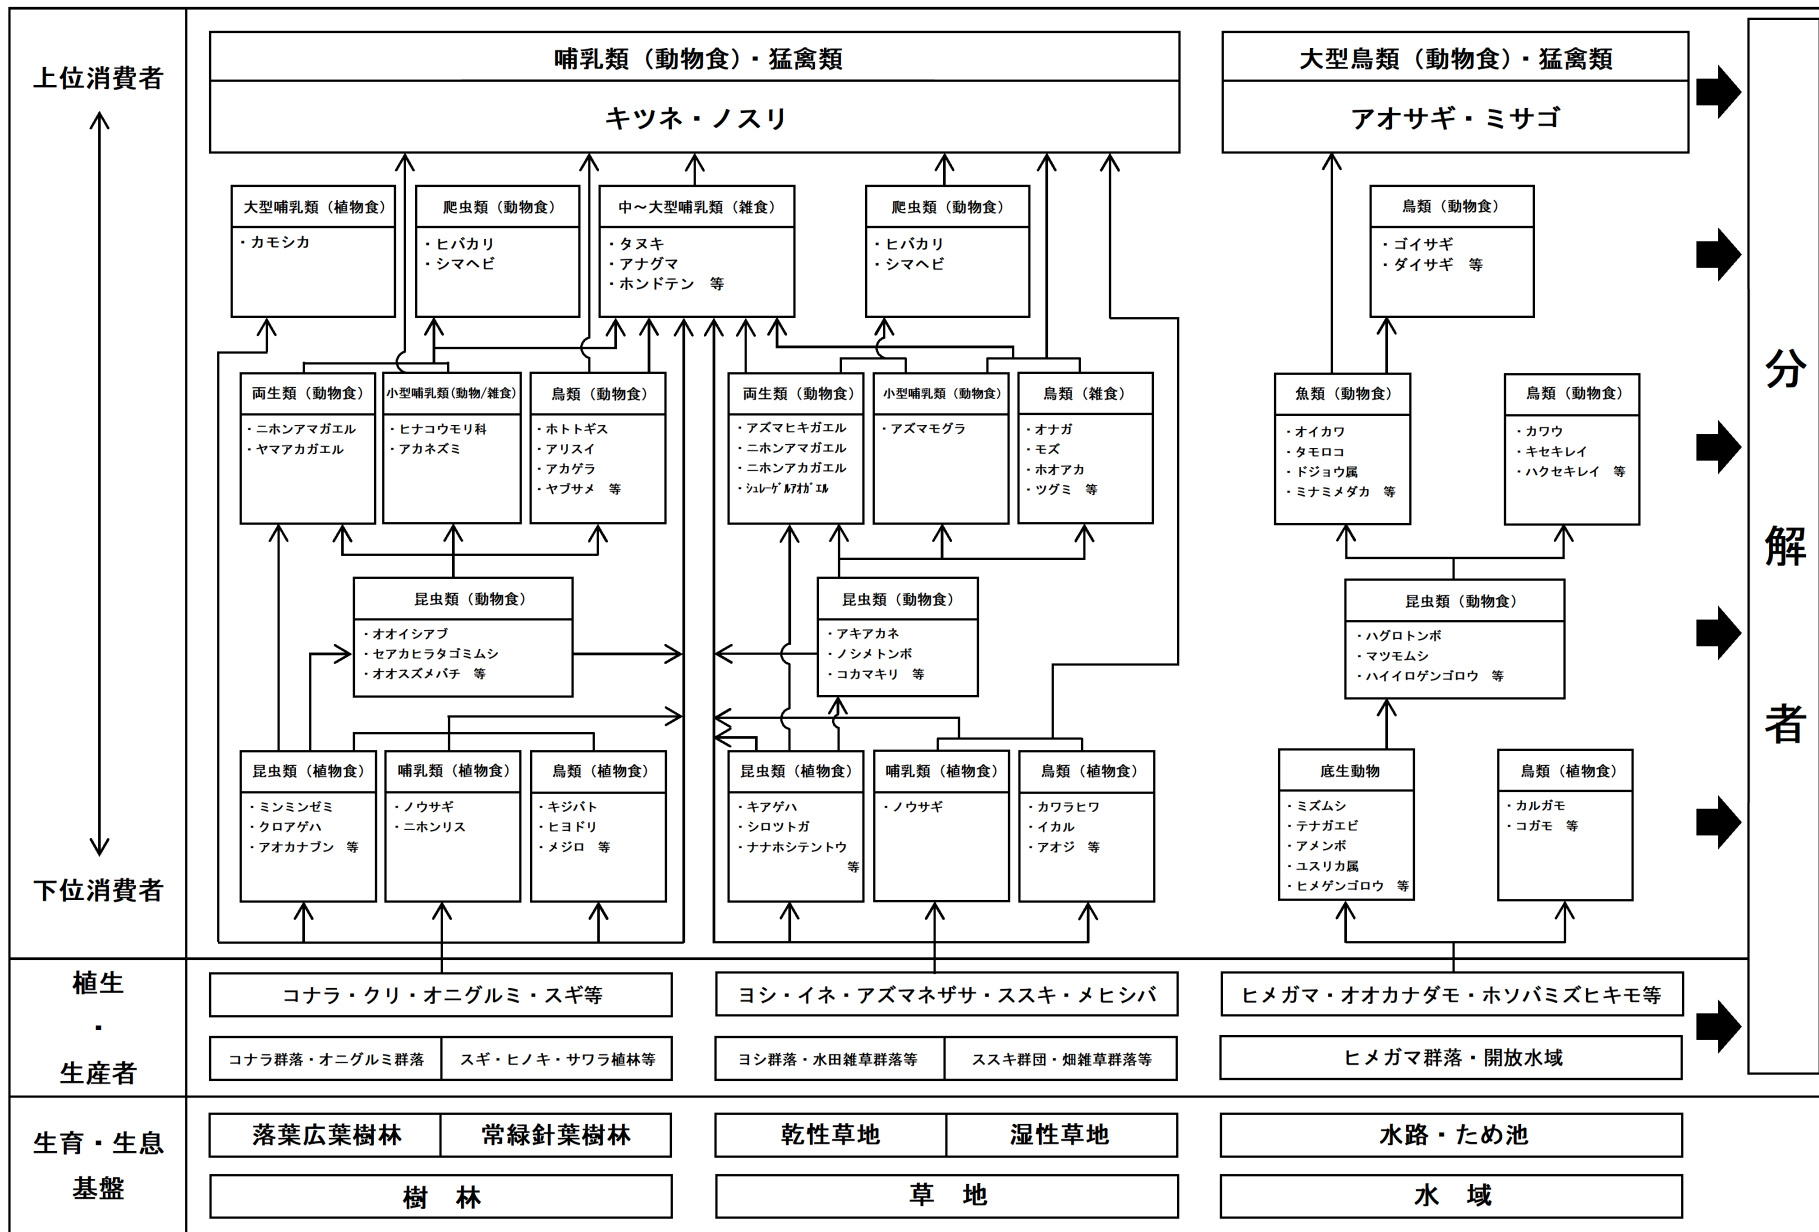 上位消費者
下位消費者
哺乳類（動物食）・猛禽類
キツネ・ノスリ
大型鳥類（動物食）・猛禽類
アオサギ・ミサゴ
大型哺乳類（植物食）
・カモシカ
爬虫類（動物食）
・ヒバカリ
・シマヘビ
中～大型哺乳類（雑食）
・タヌキ
・アナグマ
・ホンドテン　等
爬虫類（動物食）
・ヒバカリ
・シマヘビ
鳥類（動物食）
・ゴイサギ
・ダイサギ　等
両生類（動物食）
・ニホンアマガエル
・ヤマアカガエル
小型哺乳類(動物/雑食)
・ヒナコウモリ科
・アカネズミ
鳥類（動物食）
・ホトトギス
・アリスイ
・アカゲラ
・ヤブサメ　等
両生類（動物食）
・アズマヒキガエル
・ニホンアマガエル
・ニホンアカガエル
・ｼｭﾚｰｹﾞﾙｱｵｶﾞｴﾙ
小型哺乳類（動物食）
・アズマモグラ
鳥類（雑食）
・オナガ
・モズ
・ホオアカ
・ツグミ　等
魚類（動物食）
・オイカワ
・タモロコ
・ドジョウ属
・ミナミメダカ　等
鳥類（動物食）
・カワウ
・キセキレイ
・ハクセキレイ　等
昆虫類（動物食）
・オオイシアブ
・セアカヒラタゴミムシ
・オオスズメバチ　等
昆虫類（動物食）
・アキアカネ
・ノシメトンボ
・コカマキリ　等
昆虫類（動物食）
・ハグロトンボ
・マツモムシ
・ハイイロゲンゴロウ　等
昆虫類（植物食）
・ミンミンゼミ
・クロアゲハ
・アオカナブン　等
哺乳類（植物食）
・ノウサギ
・ニホンリス
鳥類（植物食）
・キジバト
・ヒヨドリ
・メジロ　等
昆虫類（植物食）
・キアゲハ
・シロツトガ
・ナナホシテントウ
等
哺乳類（植物食）
・ノウサギ
鳥類（植物食）
・カワラヒワ
・イカル
・アオジ　等
底生動物
・ミズムシ
・テナガエビ
・アメンボ
・ユスリカ属
・ヒメゲンゴロウ　等
鳥類（植物食）
・カルガモ
・コガモ　等
分
解
者
植生
・
生産者
コナラ・クリ・オニグルミ・スギ等
ヨシ・イネ・アズマネザサ・ススキ・メヒシバ
ヒメガマ・オオカナダモ・ホソバミズヒキモ等
コナラ群落・オニグルミ群落
スギ・ヒノキ・サワラ植林等
ヨシ群落・水田雑草群落等
ススキ群団・畑雑草群落等
ヒメガマ群落・開放水域
生育・生息
基盤
落葉広葉樹林
常緑針葉樹林
乾性草地
湿性草地
水路・ため池
樹　林
草　地
水　域